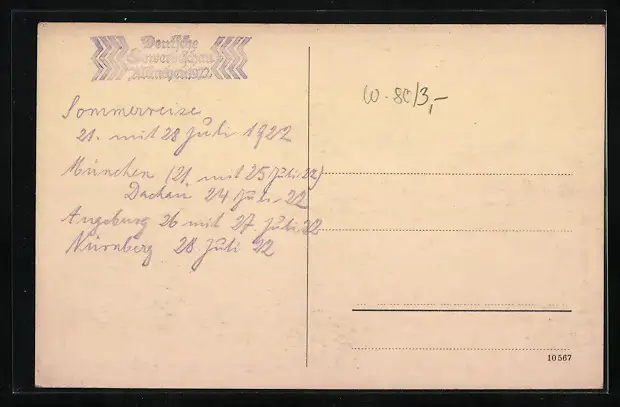 Deutsche
Gewerbeschau
München 1922
Sommerreise
21. mit 28 Juli 1922
München (21 mit 25 Juli 22)
Dachau 24 Juli 22
Augsburg 26 mit 27 Juli 22
Nürnberg 28 Juli 22
W-80/3,-
10567